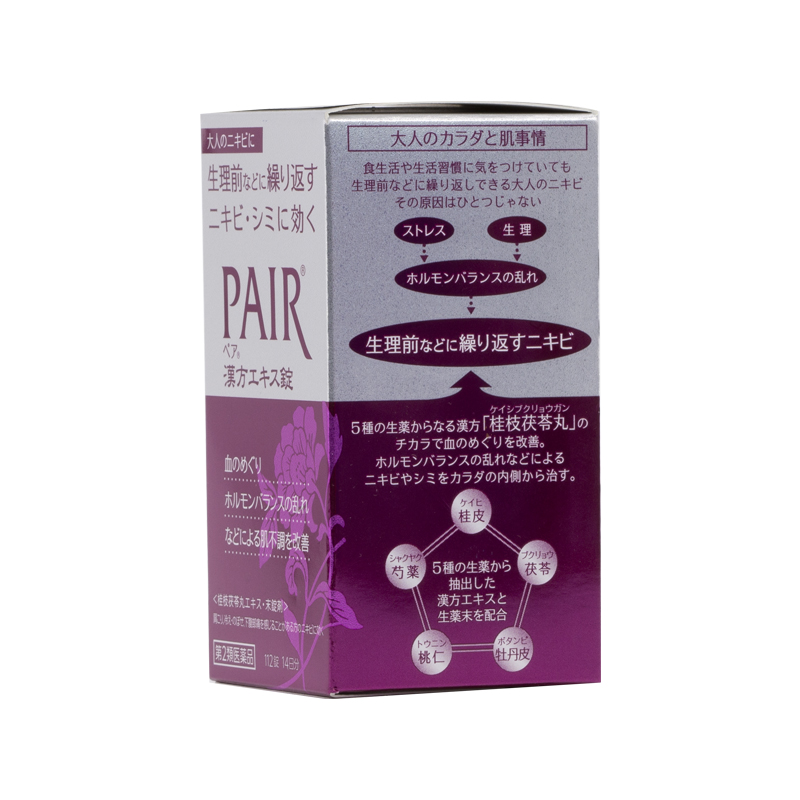 大人のニキビに
生理前などに繰り返す
ニキビ・シミに効く
PAIR®
ペア®
漢方エキス錠
血のめぐり
ホルモンバランスの乱れ
などによる肌不調を改善
<桂枝茯苓丸エキス・末錠剤>
第2類医薬品
112錠 14日分
大人のカラダと肌事情
食生活や生活習慣に気をつけていても
生理前などに繰り返しできる大人のニキビ
その原因はひとつじゃない
ストレス
生理
ホルモンバランスの乱れ
生理前などに繰り返すニキビ
ケイシブクリョウガン
5種の生薬からなる漢方「桂枝茯苓丸」の
チカラで血のめぐりを改善。
ホルモンバランスの乱れなどによる
ニキビやシミをカラダの内側から治す。
ケイヒ
桂皮
シャクヤク
芍薬
ブクリョウ
茯苓
5種の生薬から
抽出した
漢方エキスと
生薬末を配合
トウニン
桃仁
ボタンピ
牡丹皮